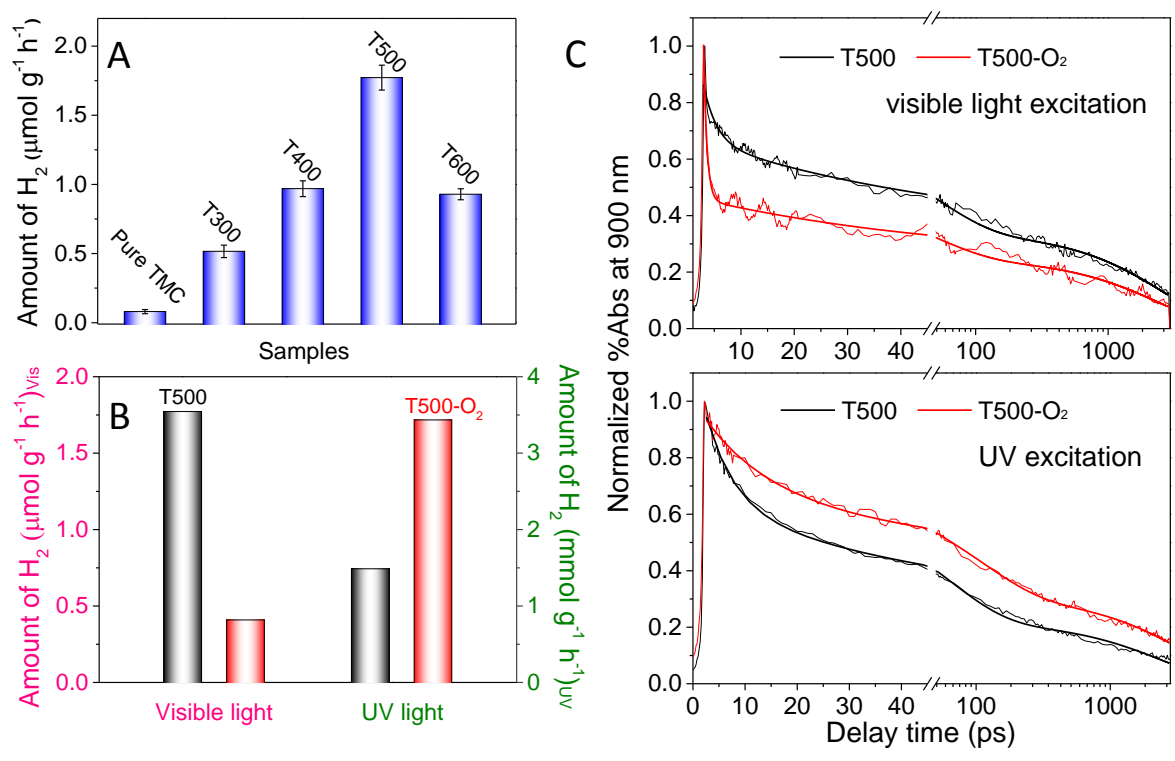 A
Amount of H2 (μmol g-1 h-1)
2.0
1.5
1.0
0.5
0.0
Pure TMC
T300
T400
T500
T600
Samples
B
Amount of H2 (μmol g-1 h-1)Vis
2.0
1.5
1.0
0.5
0.0
T500
T500-O2
Visible light
UV light
4
3
2
1
0
Amount of H2 (mmol g-1 h-1)UV
C
Normalized %Abs at 900 nm
1.0
0.8
0.6
0.4
0.2
0.0
T500
T500-O2
visible light excitation
10 20 30 40 100 1000
1.0
0.8
0.6
0.4
0.2
0.0
T500
T500-O2
UV excitation
0 10 20 30 40 100 1000
Delay time (ps)